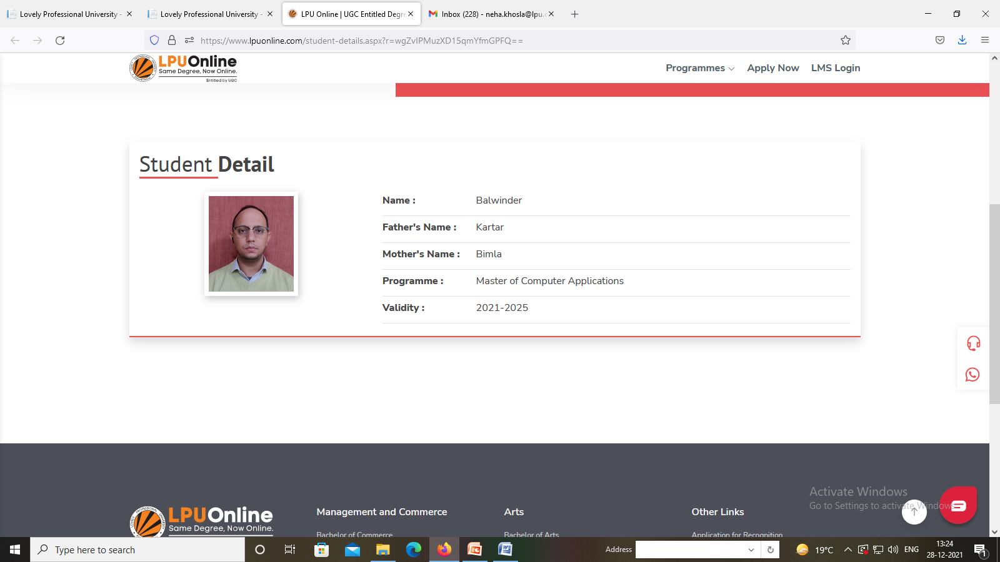 Lovely Professional University -
Lovely Professional University -
LPU Online | UGC Entitled Degre
Inbox (228) - neha.khosla@lpu.c
https://www.lpuonline.com/student-details.aspx?r=wgZvIPMuzXD15qmYfmGPFQ==
LPUOnline
Same Degree, Now Online.
Entitled by UGC
Programmes
Apply Now
LMS Login
Student Detail
Name : Balwinder
Father's Name : Kartar
Mother's Name : Bimla
Programme : Master of Computer Applications
Validity : 2021-2025
Activate Windows
Go to Settings to activate Windows.
LPUOnline
Same Degree, Now Online.
Management and Commerce
Bachelor of Commerce
Arts
Bachelor of Arts
Other Links
Application for Recognition
Type here to search
Address
19°C
ENG
13:24
28-12-2021
1